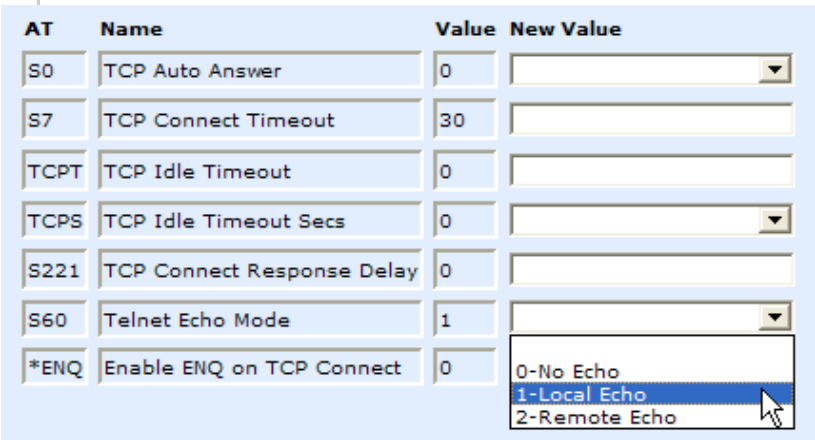 AT Name Value New Value
S0 TCP Auto Answer 0
S7 TCP Connect Timeout 30
TCPT TCP Idle Timeout 0
TCPS TCP Idle Timeout Secs 0
S221 TCP Connect Response Delay 0
S60 Telnet Echo Mode 1
*ENQ Enable ENQ on TCP Connect 0
0-No Echo
1-Local Echo
2-Remote Echo